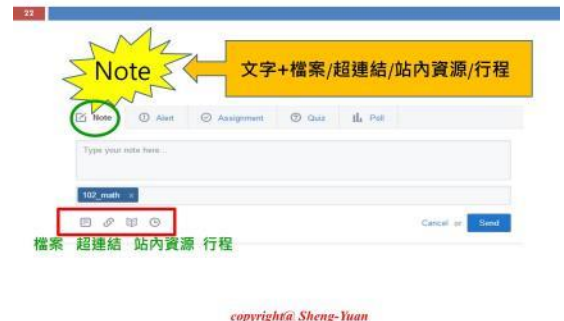 22
Note
文字+檔案/超連結/站內資源/行程
Note Alert Assignment Quiz Poll
Type your note here...
102_math x
Cancel or Send
檔案 超連結 站內資源 行程
copyright@ Sheng-Yuan